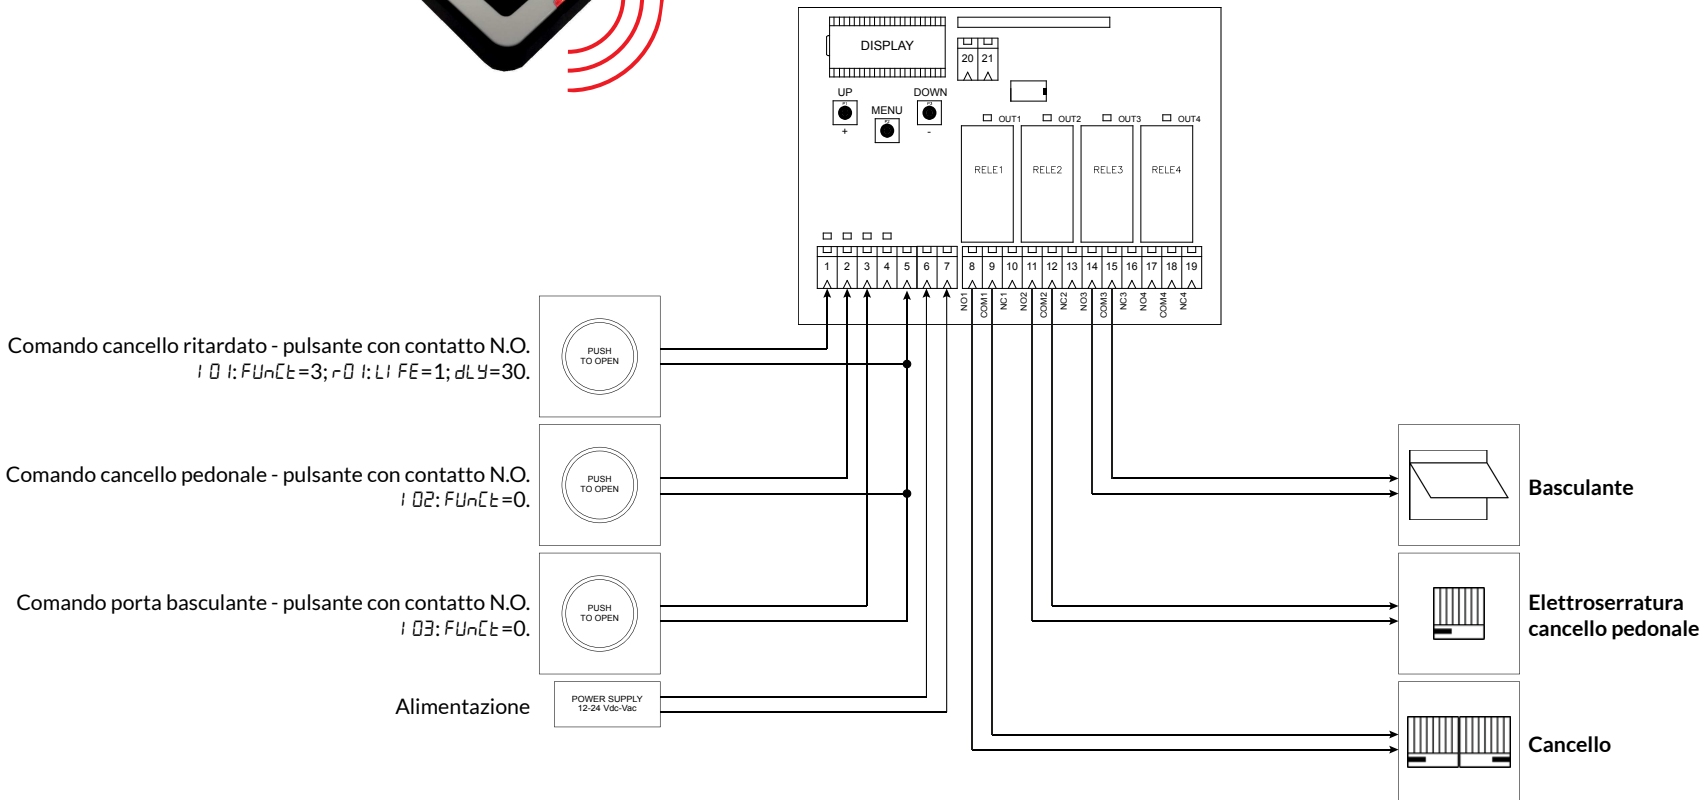 DISPLAY
20 21
UP
DOWN
MENU
+
-
OUT1 OUT2 OUT3 OUT4
RELE1 RELE2 RELE3 RELE4
1 2 3 4 5 6 7 8 9 10 11 12 13 14 15 16 17 18 19
NO1 COM1 NC1 NO2 COM2 NC2 NO3 COM3 NC3 NO4 COM4 NC4
Comando cancello ritardato - pulsante con contatto N.O.
I01: FUnCt=3; r01: LIFE=1; dLY=30.
PUSH
TO OPEN
Comando cancello pedonale - pulsante con contatto N.O.
I02: FUnCt=0.
PUSH
TO OPEN
Comando porta basculante - pulsante con contatto N.O.
I03: FUnCt=0.
PUSH
TO OPEN
Alimentazione
POWER SUPPLY
12-24 Vdc-Vac
Basculante
Elettroserratura
cancello pedonale
Cancello